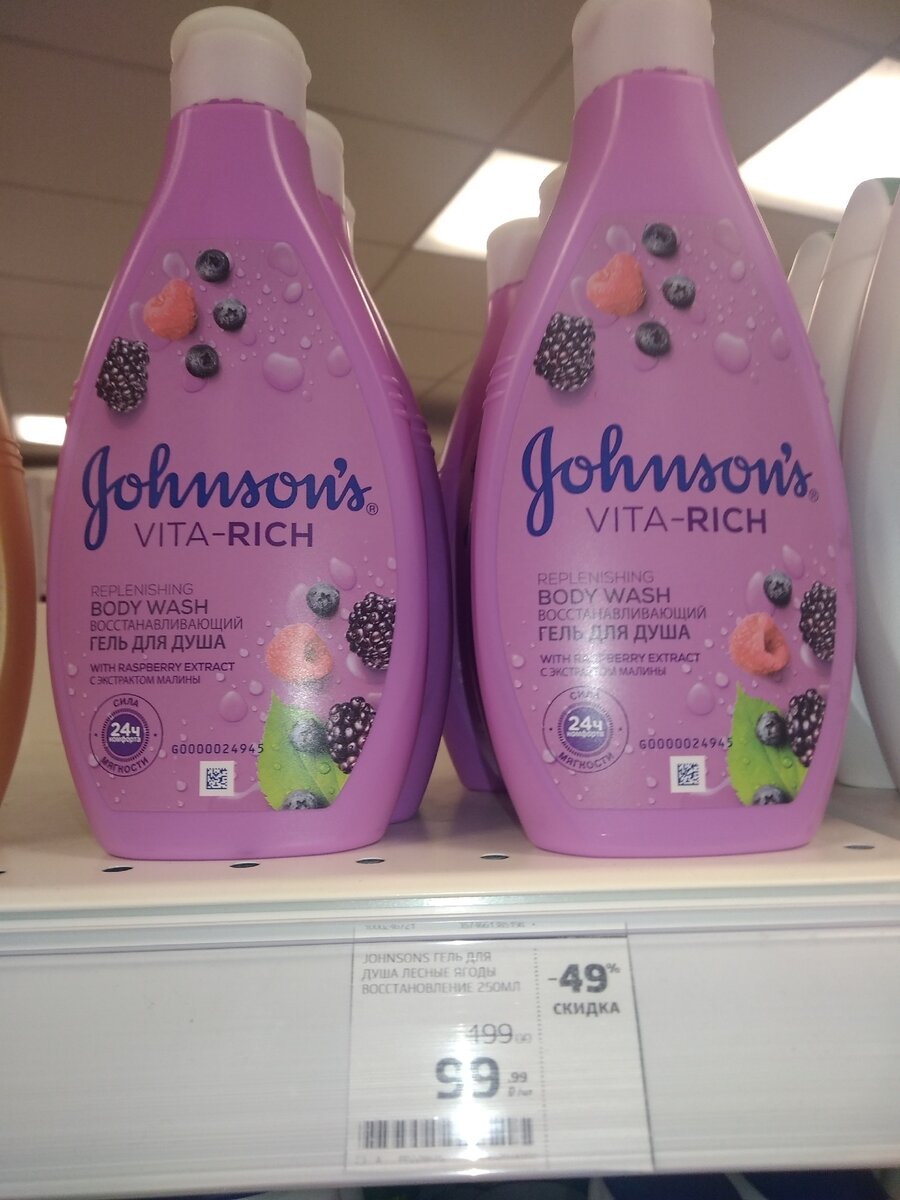 Johnson's®
VITA-RICH
REPLENISHING
BODY WASH
ВОССТАНАВЛИВАЮЩИЙ
ГЕЛЬ ДЛЯ ДУША
WITH RASPBERRY EXTRACT
С ЭКСТРАКТОМ МАЛИНЫ
СИЛА
24ч
комфорта
МЯГКОСТИ
G0000024945
Johnson's®
VITA-RICH
REPLENISHING
BODY WASH
ВОССТАНАВЛИВАЮЩИЙ
ГЕЛЬ ДЛЯ ДУША
WITH RASPBERRY EXTRACT
С ЭКСТРАКТОМ МАЛИНЫ
СИЛА
24ч
комфорта
МЯГКОСТИ
G0000024945
JOHNSONS ГЕЛЬ ДЛЯ
ДУША ЛЕСНЫЕ ЯГОДЫ
ВОССТАНОВЛЕНИЕ 250МЛ
-49%
СКИДКА
99.99
₽/шт